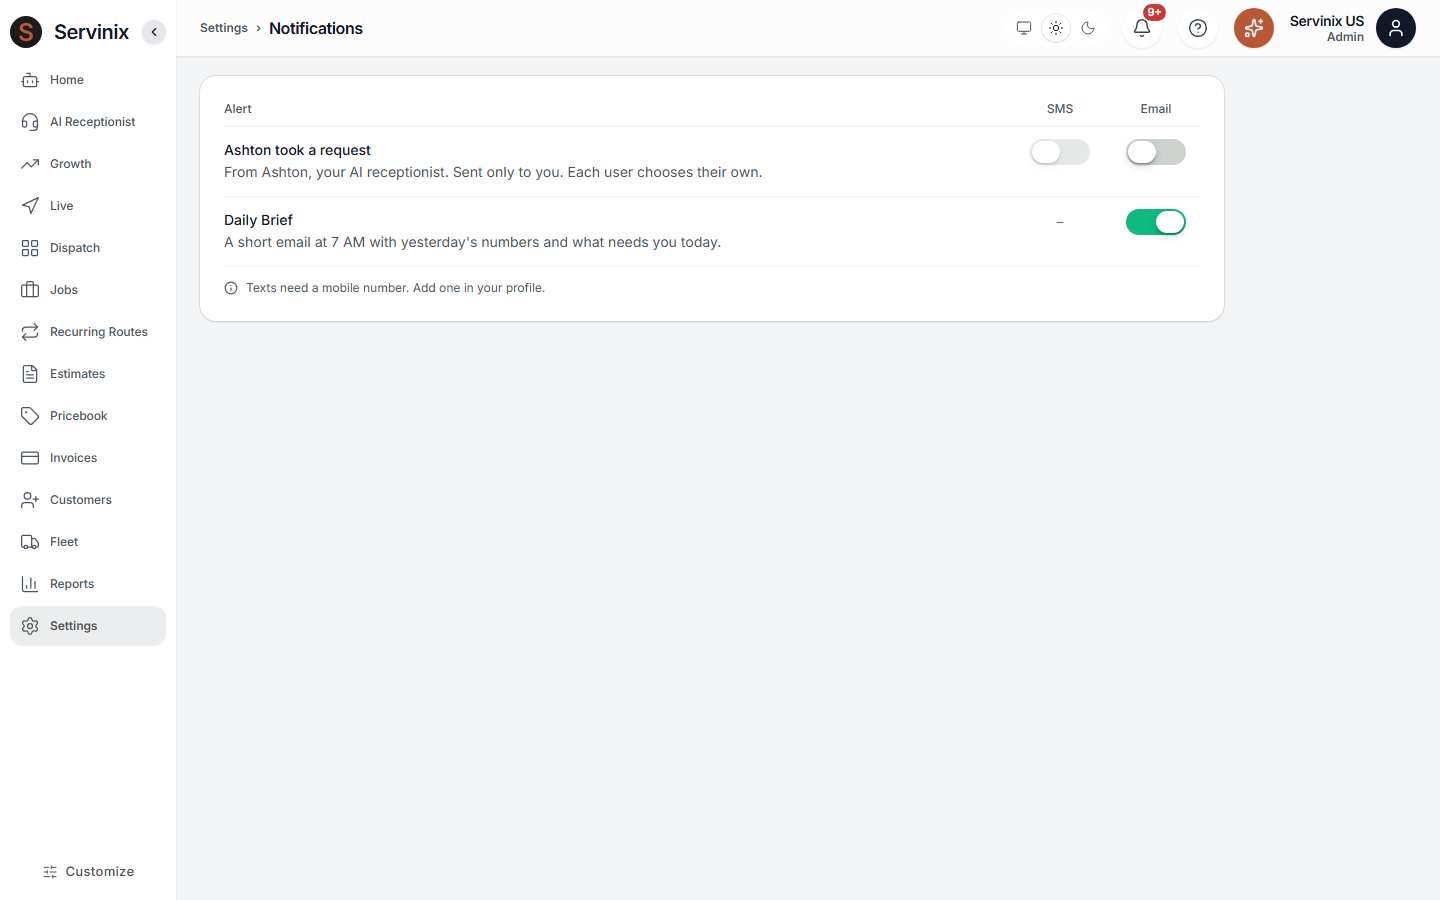 S Servinix
Settings › Notifications
9+
Servinix US
Admin
Home
AI Receptionist
Growth
Live
Dispatch
Jobs
Recurring Routes
Estimates
Pricebook
Invoices
Customers
Fleet
Reports
Settings
Customize
Alert SMS Email
Ashton took a request
From Ashton, your AI receptionist. Sent only to you. Each user chooses their own.
Daily Brief –
A short email at 7 AM with yesterday's numbers and what needs you today.
Texts need a mobile number. Add one in your profile.